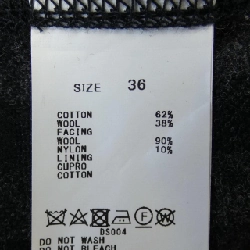 SIZE 36
COTTON 62%
WOOL 38%
FACING
WOOL 90%
NYLON 10%
LINING
CUPRO
COTTON
F W
DS004
DO NOT WASH
DO NOT BLEACH